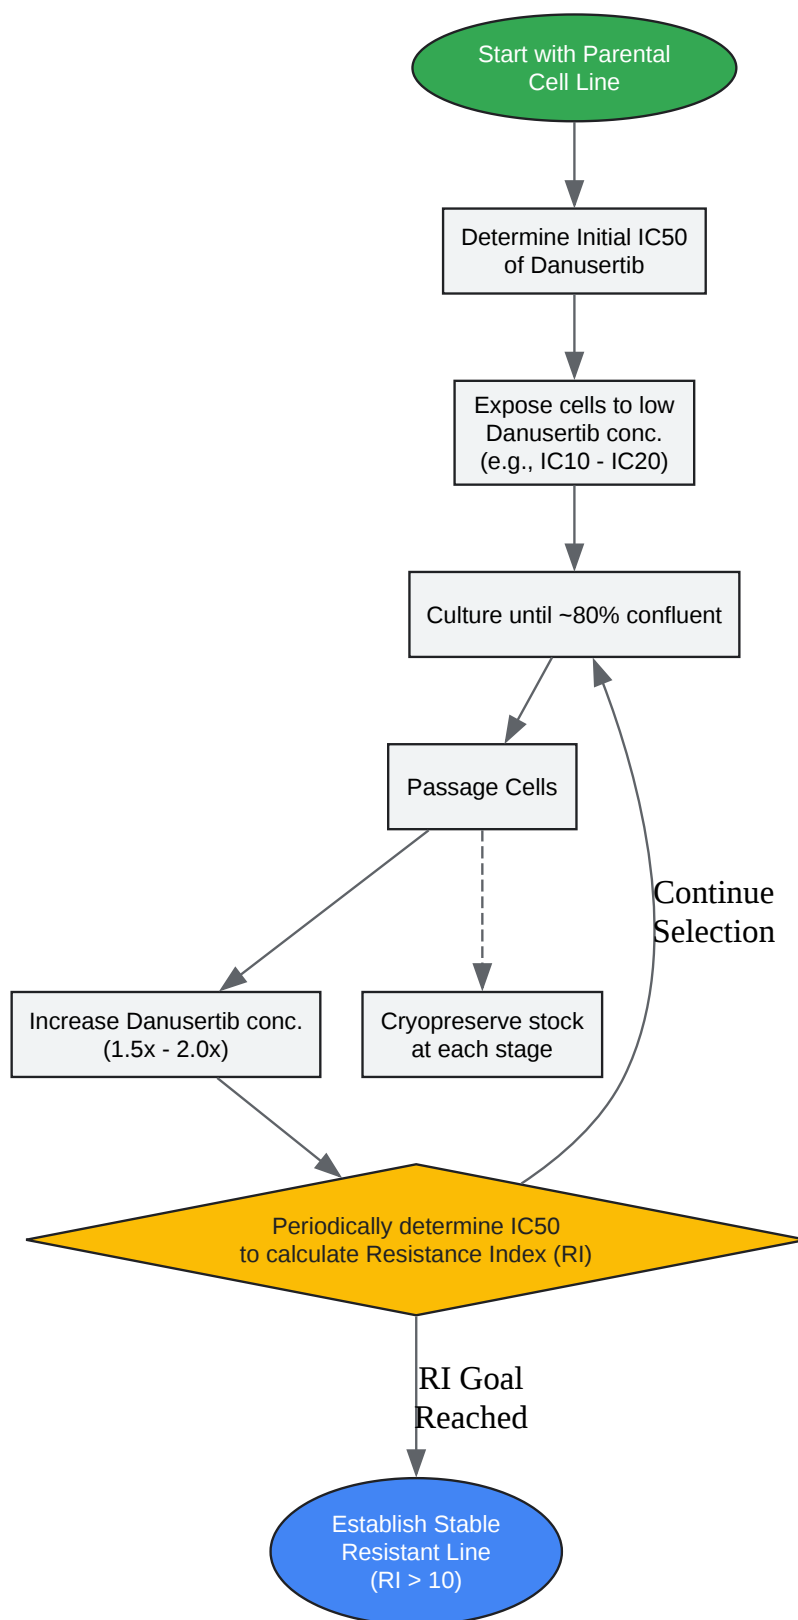 Start with Parental
Cell Line
Determine Initial IC50
of Danusertib
Expose cells to low
Danusertib conc.
(e.g., IC10 - IC20)
Culture until ~80% confluent
Passage Cells
Continue
Selection
Increase Danusertib conc.
(1.5x - 2.0x)
Cryopreserve stock
at each stage
Periodically determine IC50
to calculate Resistance Index (RI)
RI Goal
Reached
Establish Stable
Resistant Line
(RI > 10)